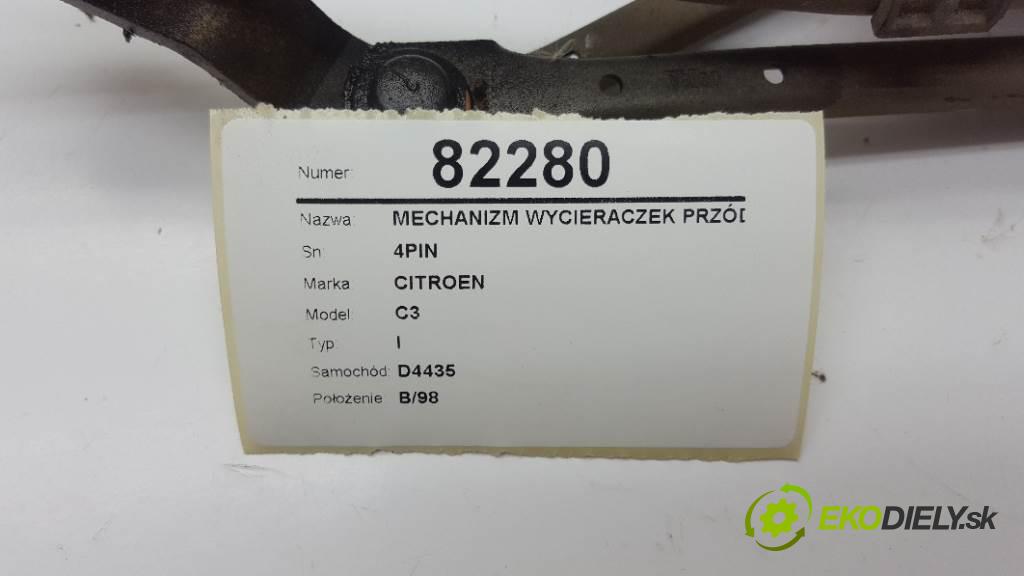 Numer: 82280
Nazwa: MECHANIZM WYCIERACZEK PRZÓD
Sn: 4PIN
Marka: CITROEN
Model: C3
Typ: I
Samochód: D4435
Położenie: B/98
EKODIELY.sk